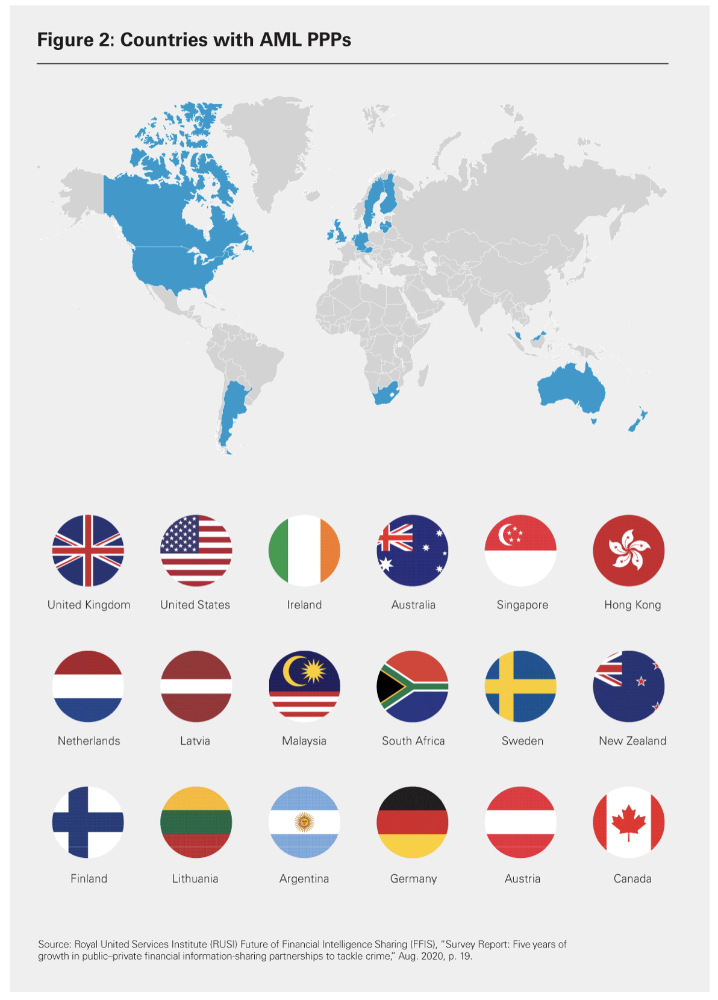 Figure 2: Countries with AML PPPs
United Kingdom
United States
Ireland
Australia
Singapore
Hong Kong
Netherlands
Latvia
Malaysia
South Africa
Sweden
New Zealand
Finland
Lithuania
Argentina
Germany
Austria
Canada
Source: Royal United Services Institute (RUSI) Future of Financial Intelligence Sharing (FFIS), “Survey Report: Five years of
growth in public–private financial information-sharing partnerships to tackle crime,” Aug. 2020, p. 19.